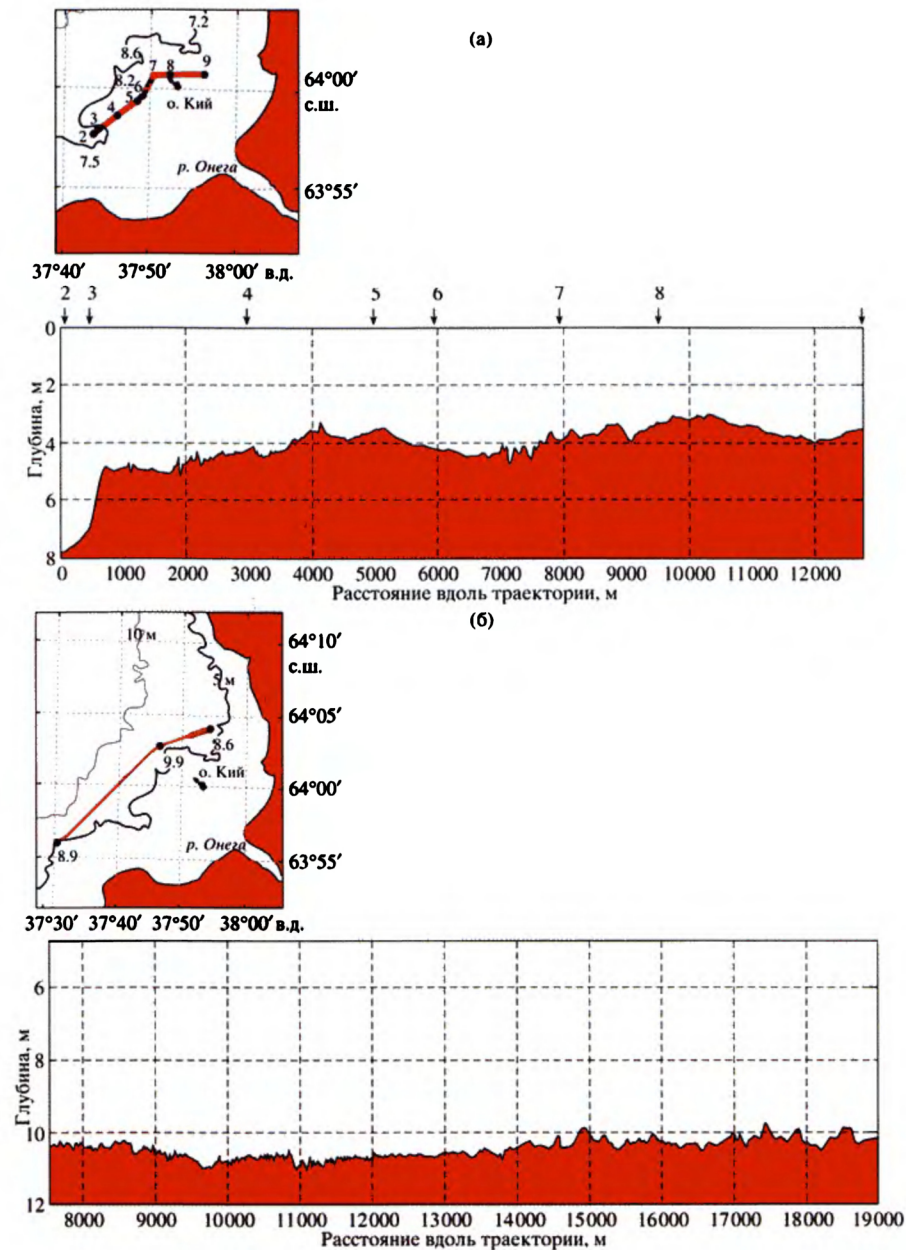 (а)
7.2
8.6
9
8.2 7 8
6
5
4
3
2
7.5
о. Кий
р. Онега
64°00′
с.ш.
63°55′
37°40′ 37°50′ 38°00′ в.д.
2 3 4 5 6 7 8
Глубина, м
0
2
4
6
8
0 1000 2000 3000 4000 5000 6000 7000 8000 9000 10000 11000 12000
Расстояние вдоль траектории, м
(б)
10 м
5 м
8.6
9.9
8.9
о. Кий
р. Онега
64°10′
с.ш.
64°05′
64°00′
63°55′
37°30′ 37°40′ 37°50′ 38°00′ в.д.
Глубина, м
6
8
10
12
8000 9000 10000 11000 12000 13000 14000 15000 16000 17000 18000 19000
Расстояние вдоль траектории, м